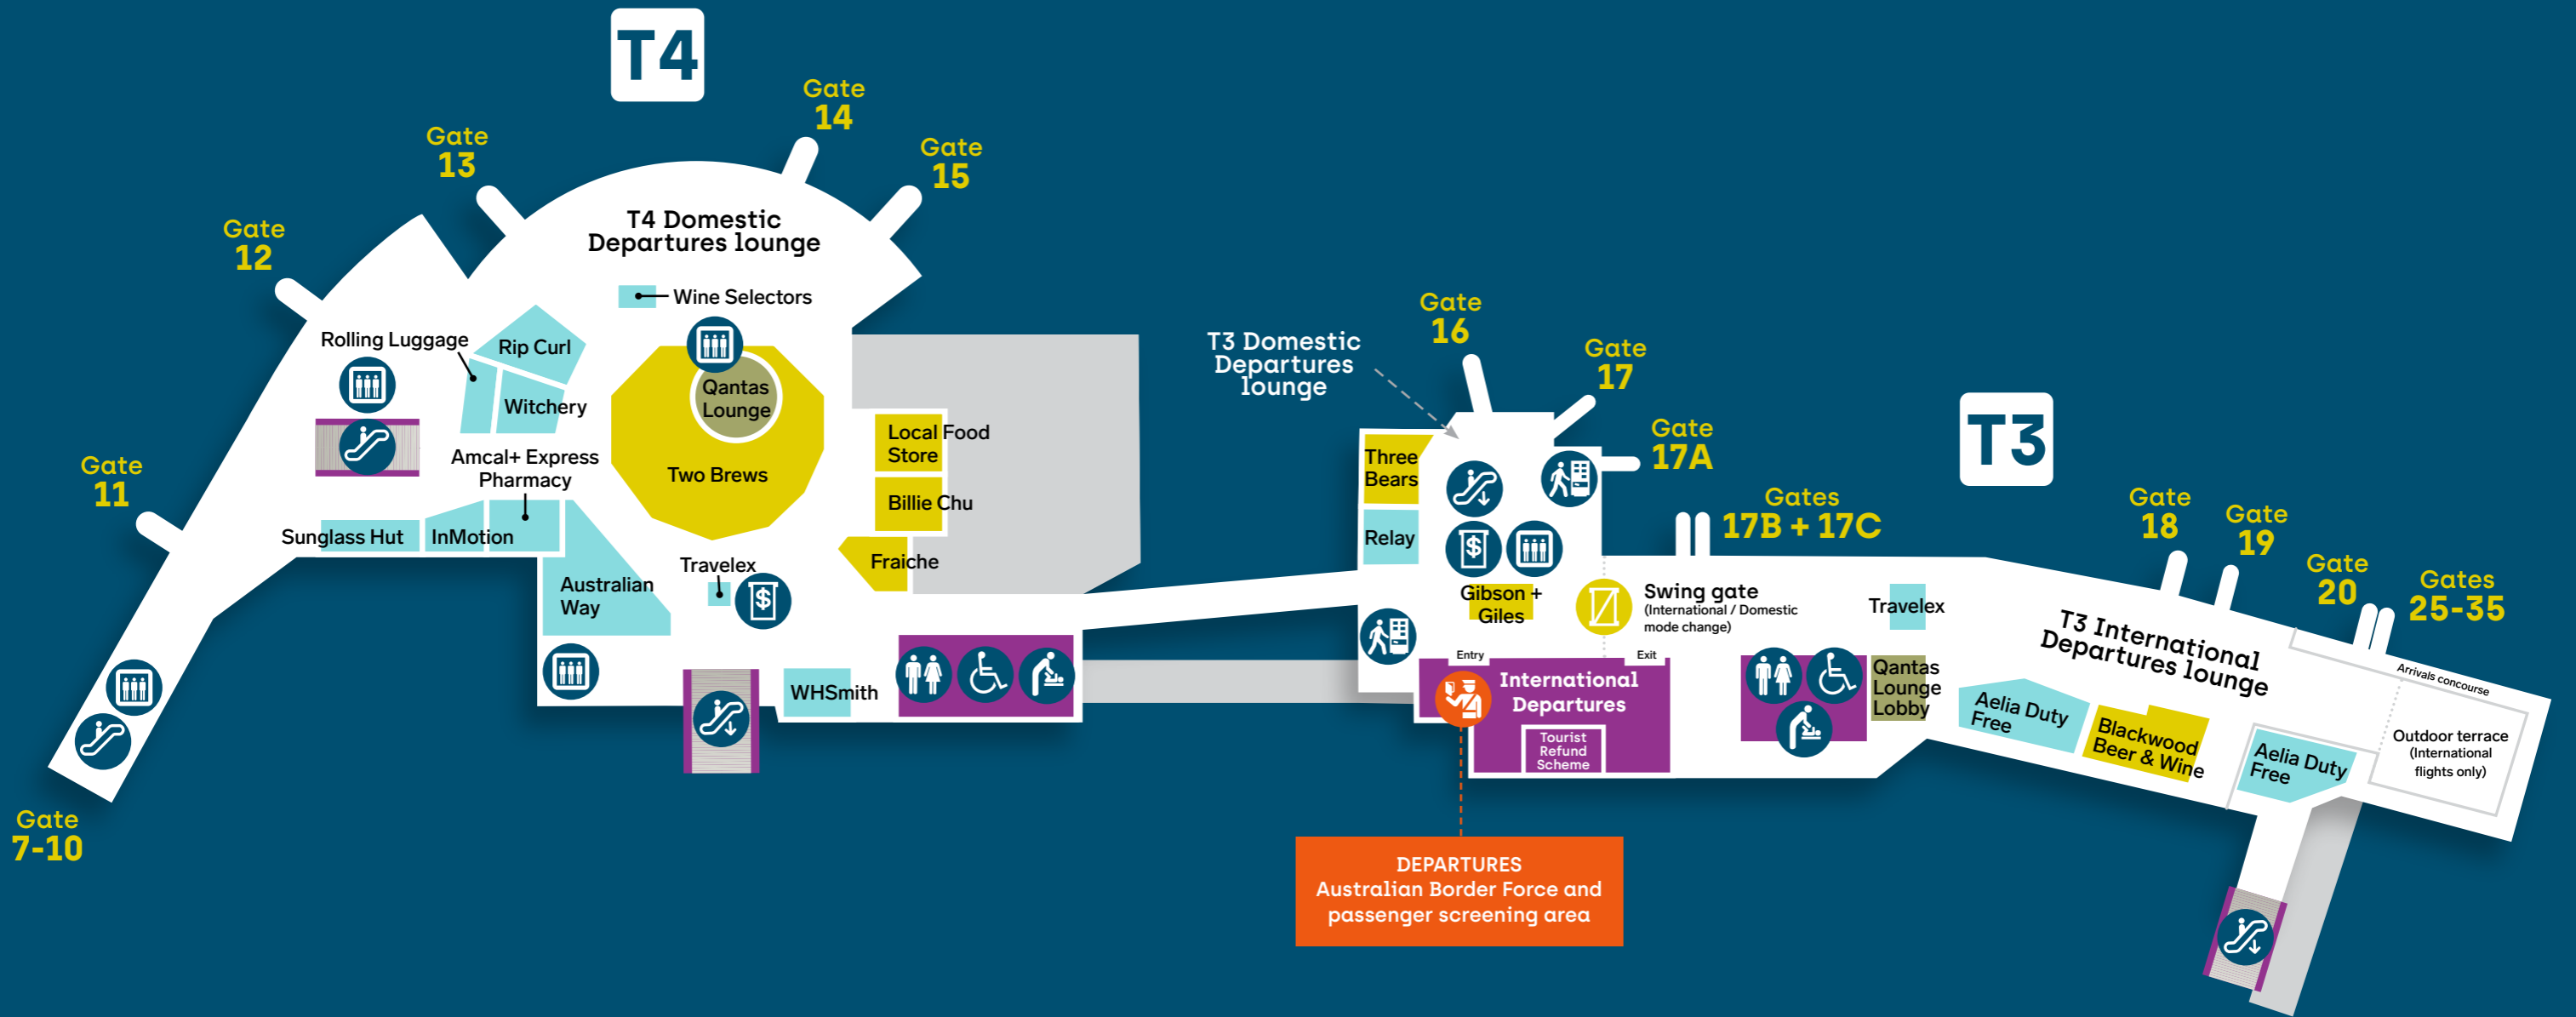 T4
Gate
14
Gate
13
Gate
15
T4 Domestic
Departures lounge
Gate
12
Wine Selectors
Rolling Luggage
Rip Curl
Witchery
Qantas
Lounge
Two Brews
Local Food
Store
Billie Chu
Fraiche
Amcal+ Express
Pharmacy
Gate
11
Sunglass Hut
InMotion
Australian
Way
Travelex
$
WHSmith
Gate
7-10
T3 Domestic
Departures
lounge
Gate
16
Gate
17
Gate
17A
Three
Bears
Relay
$
Gibson +
Giles
Gates
17B + 17C
T3
Swing gate
(International / Domestic
mode change)
Entry
Exit
International
Departures
Tourist
Refund
Scheme
DEPARTURES
Australian Border Force and
passenger screening area
Travelex
Qantas
Lounge
Lobby
Gate
18
Gate
19
Gate
20
Gates
25-35
T3 International
Departures lounge
Arrivals concourse
Aelia Duty
Free
Blackwood
Beer & Wine
Aelia Duty
Free
Outdoor terrace
(International
flights only)